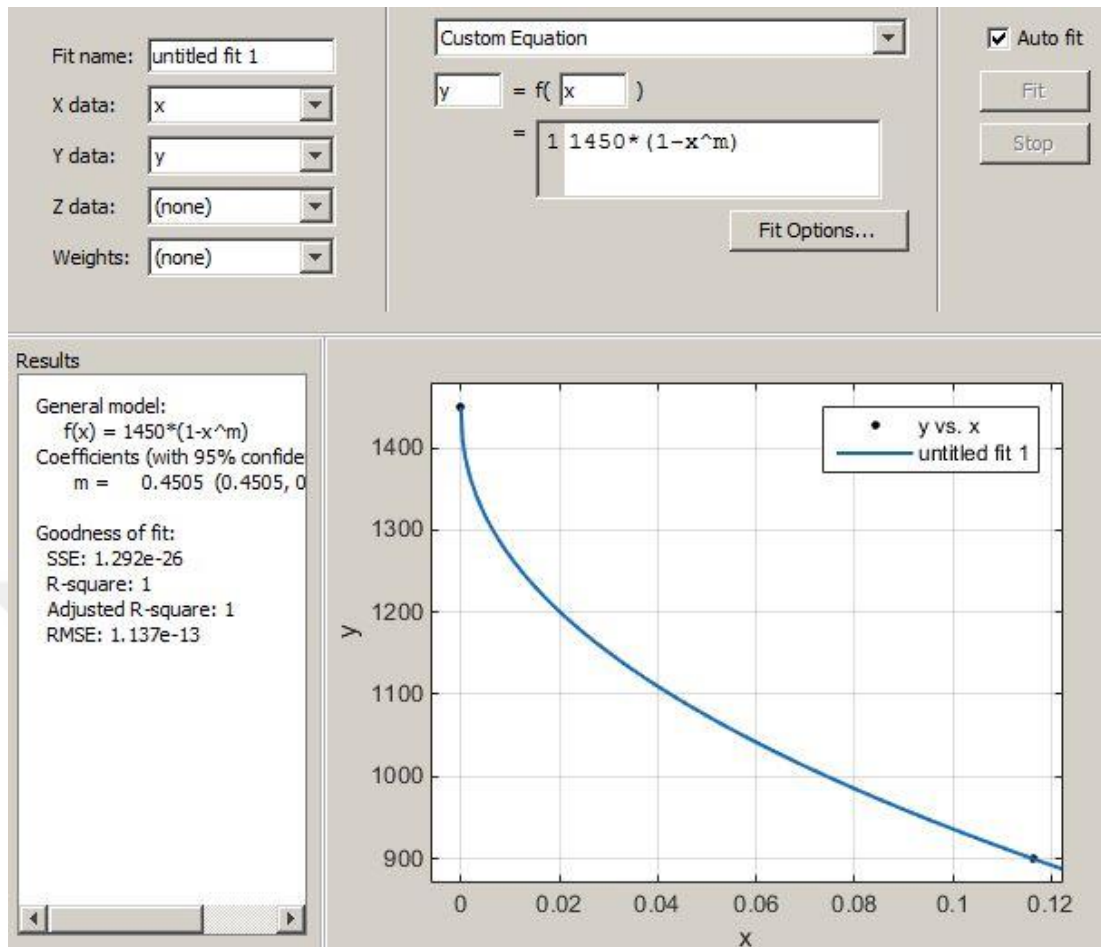 Fit name: untitled fit 1
X data: x
Y data: y
Z data: (none)
Weights: (none)
Custom Equation
y = f( x )
= 1 1450*(1-x^m)
Fit Options...
Auto fit
Fit
Stop
Results
General model:
f(x) = 1450*(1-x^m)
Coefficients (with 95% confide
m = 0.4505 (0.4505, 0
Goodness of fit:
SSE: 1.292e-26
R-square: 1
Adjusted R-square: 1
RMSE: 1.137e-13
y vs. x
untitled fit 1
1400
1300
1200
1100
1000
900
y
0 0.02 0.04 0.06 0.08 0.1 0.12
x